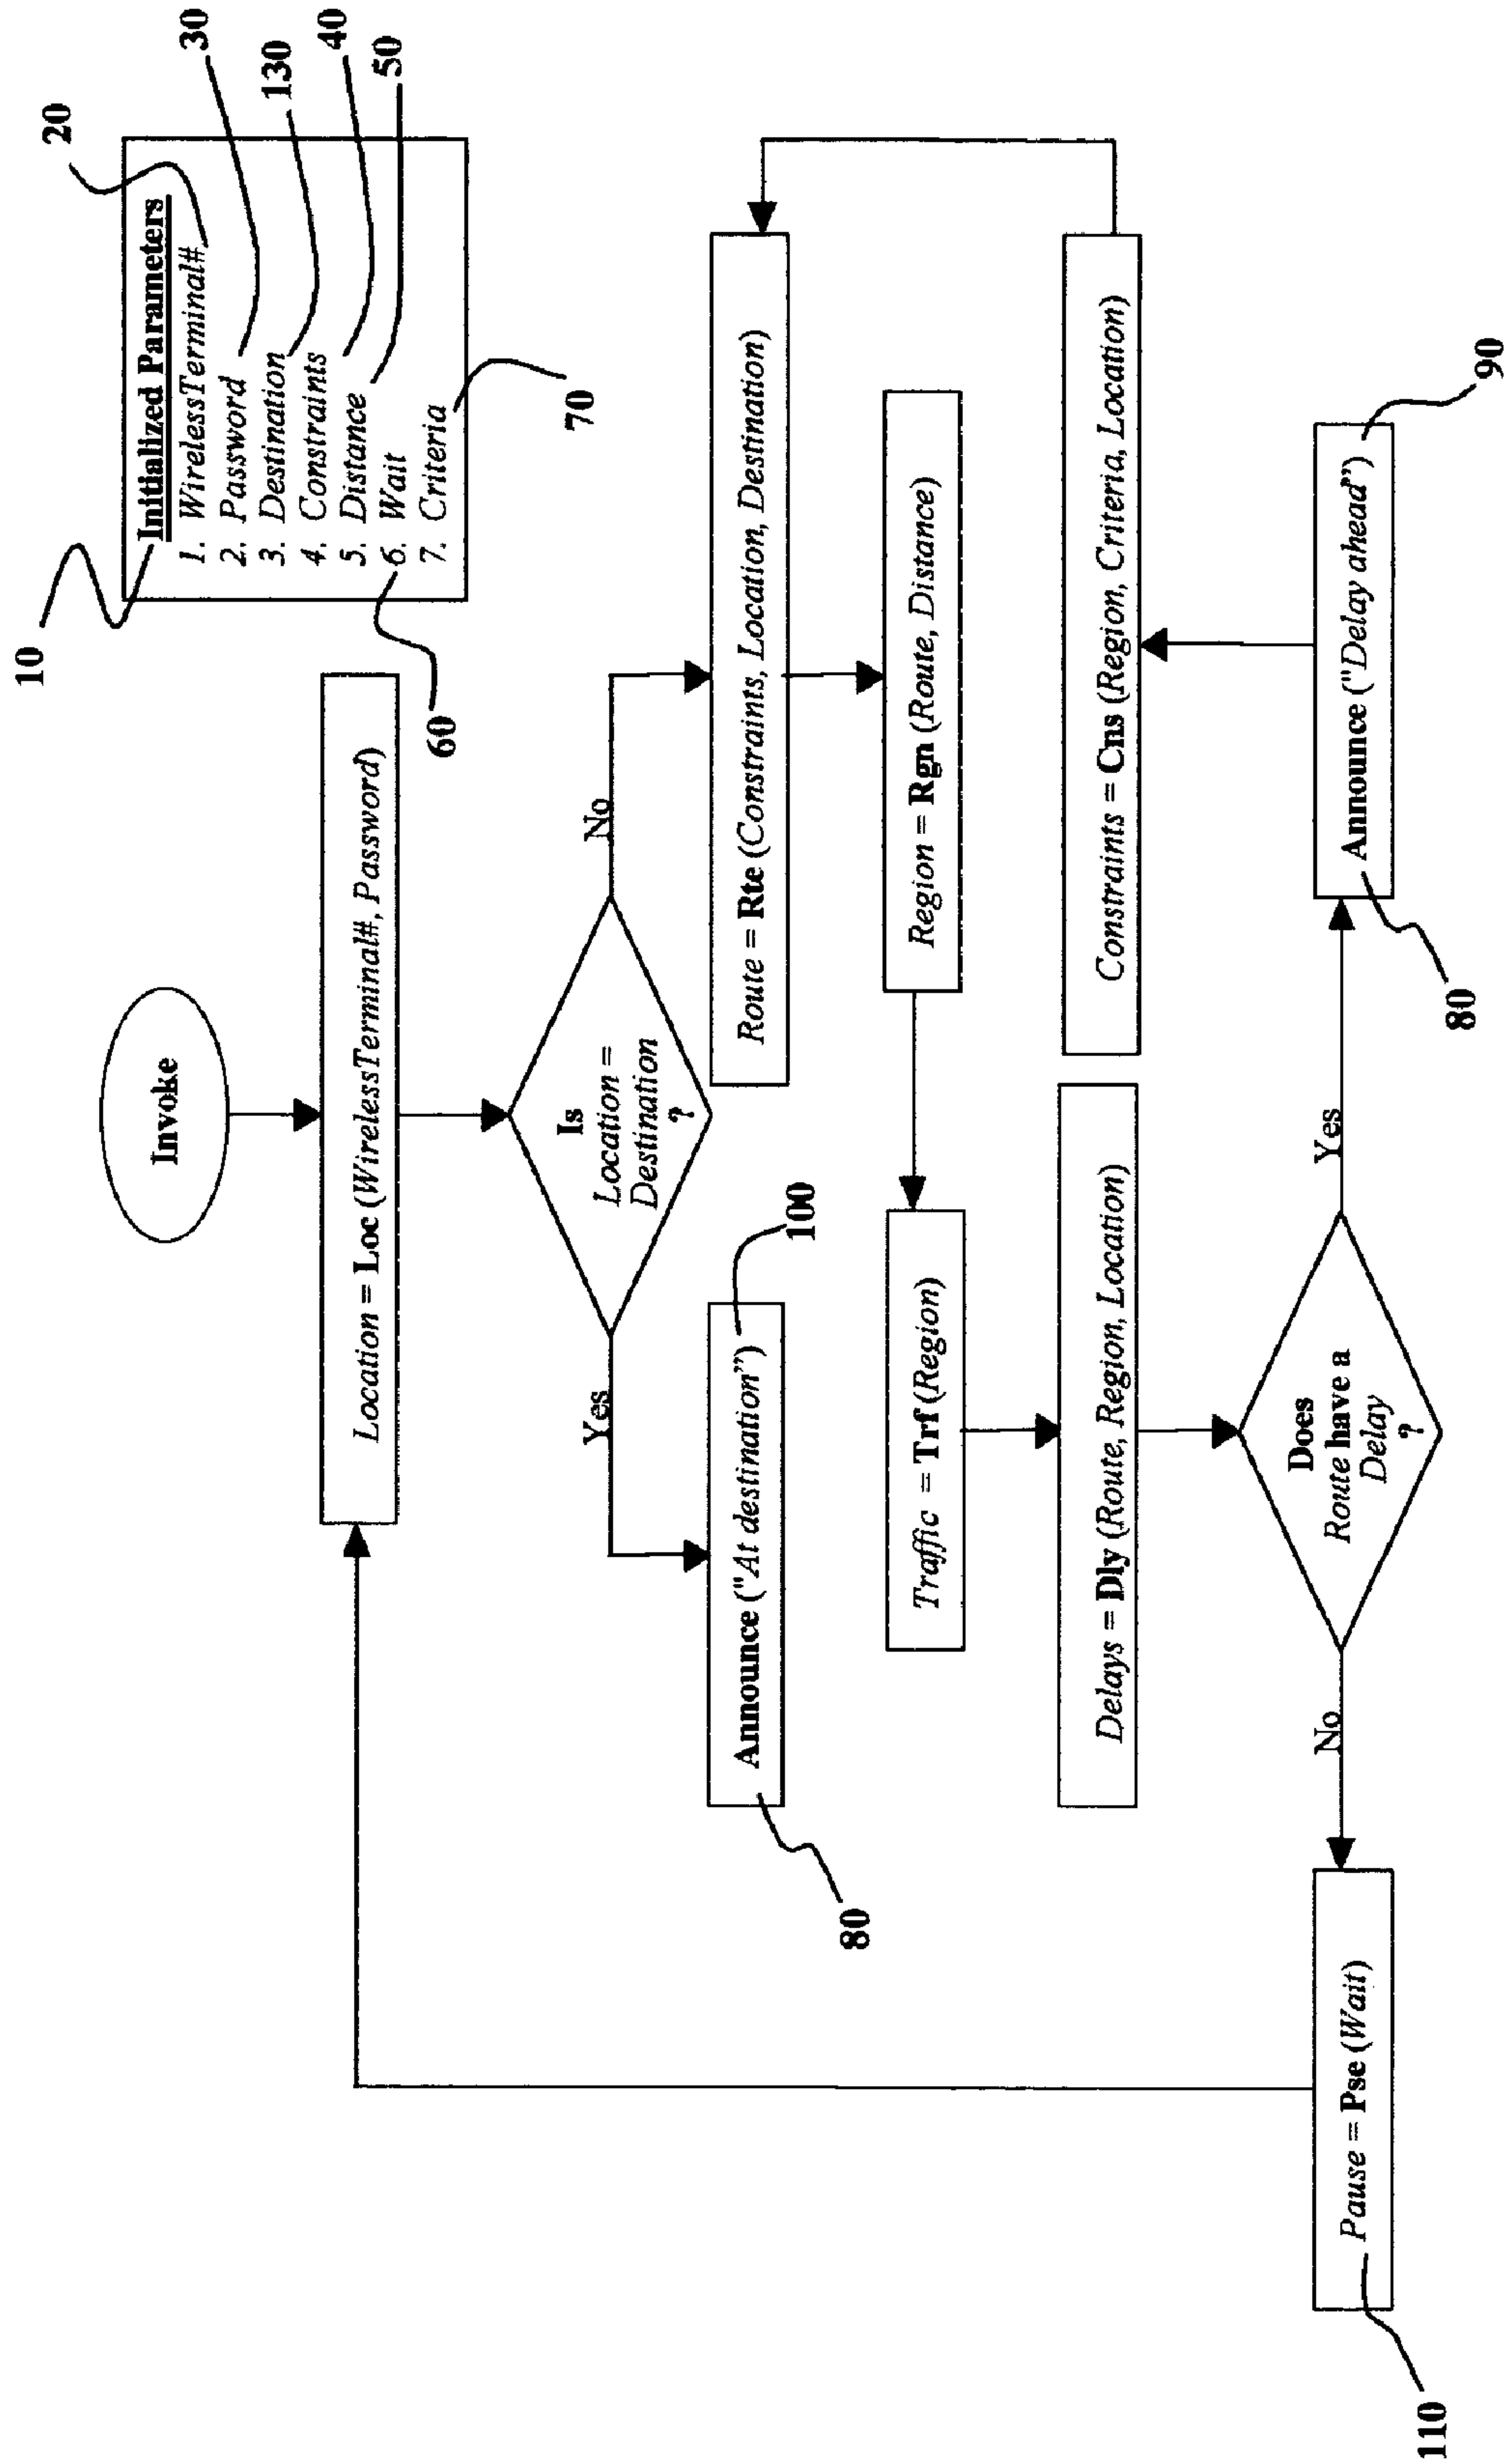 10
Initialized Parameters
20
1. WirelessTerminal#
2. Password
30
3. Destination
130
4. Constraints
40
5. Distance
50
6. Wait
60
7. Criteria
70
Invoke
Location = Loc (WirelessTerminal#, Password)
Is
Location =
Destination
?
Yes
No
Announce ("At destination")
80
100
Route = Rte (Constraints, Location, Destination)
Region = Rgn (Route, Distance)
Traffic = Trf (Region)
Delays = Dly (Route, Region, Location)
Constraints = Cns (Region, Criteria, Location)
Does
Route have a
Delay
?
No
Yes
Pause = Pse (Wait)
110
Announce ("Delay ahead")
80
90